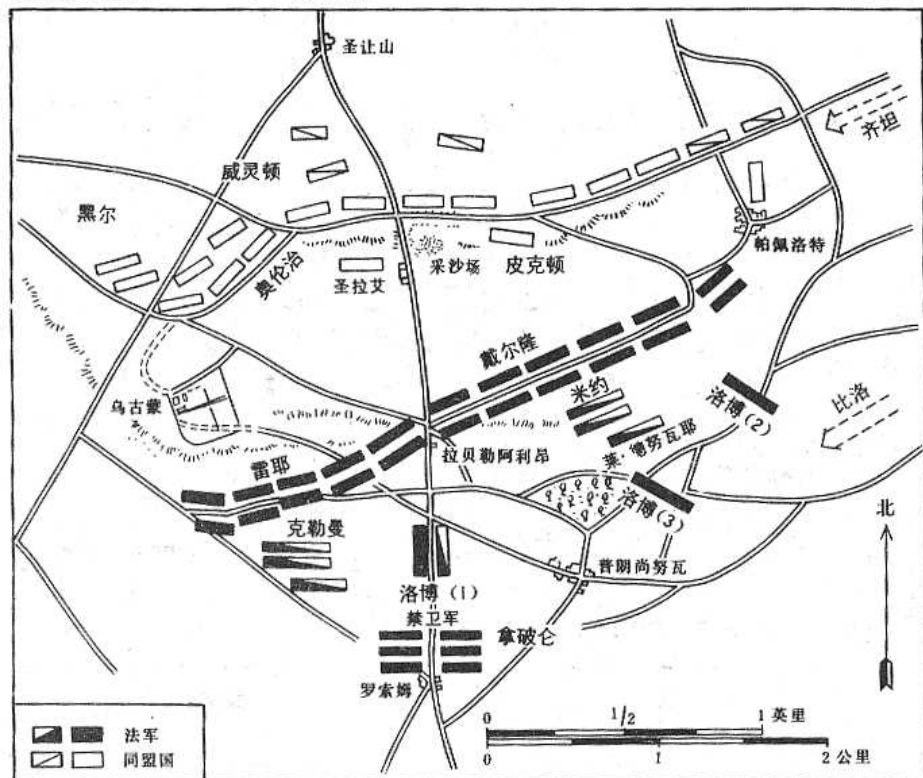 圣让山
齐坦
威灵顿
黑尔
奥伦治
圣拉艾
采沙场
皮克顿
帕佩洛特
戴尔隆
米约
莱·德努瓦耶
洛博(2)
比洛
乌古蒙
雷耶
拉贝勒阿利昂
洛博(3)
克勒曼
北
普朗尚努瓦
洛博(1)
禁卫军
拿破仑
罗索姆
法军
同盟国
0 1/2 1 英里
0 1 2 公里